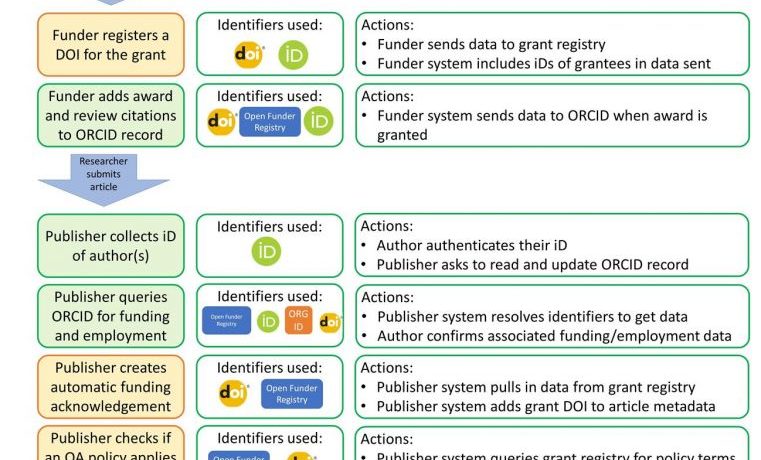 Funder registers a
DOI for the grant
Identifiers used:
doi
iD
Actions:
• Funder sends data to grant registry
• Funder system includes iDs of grantees in data sent
Funder adds award
and review citations
to ORCID record
Identifiers used:
doi
Open Funder
Registry
iD
Actions:
• Funder system sends data to ORCID when award is
granted
Researcher
submits
article
Publisher collects iD
of author(s)
Identifiers used:
iD
Actions:
• Author authenticates their iD
• Publisher asks to read and update ORCID record
Publisher queries
ORCID for funding
and employment
Identifiers used:
Open Funder
Registry
iD
ORG
ID
doi
Actions:
• Publisher system resolves identifiers to get data
• Author confirms associated funding/employment data
Publisher creates
automatic funding
acknowledgement
Identifiers used:
doi
Open Funder
Registry
Actions:
• Publisher system pulls in data from grant registry
• Publisher system adds grant DOI to article metadata
Publisher checks if
an OA policy applies
Identifiers used:
Open Funder
doi
Actions:
• Publisher system queries grant registry for policy terms